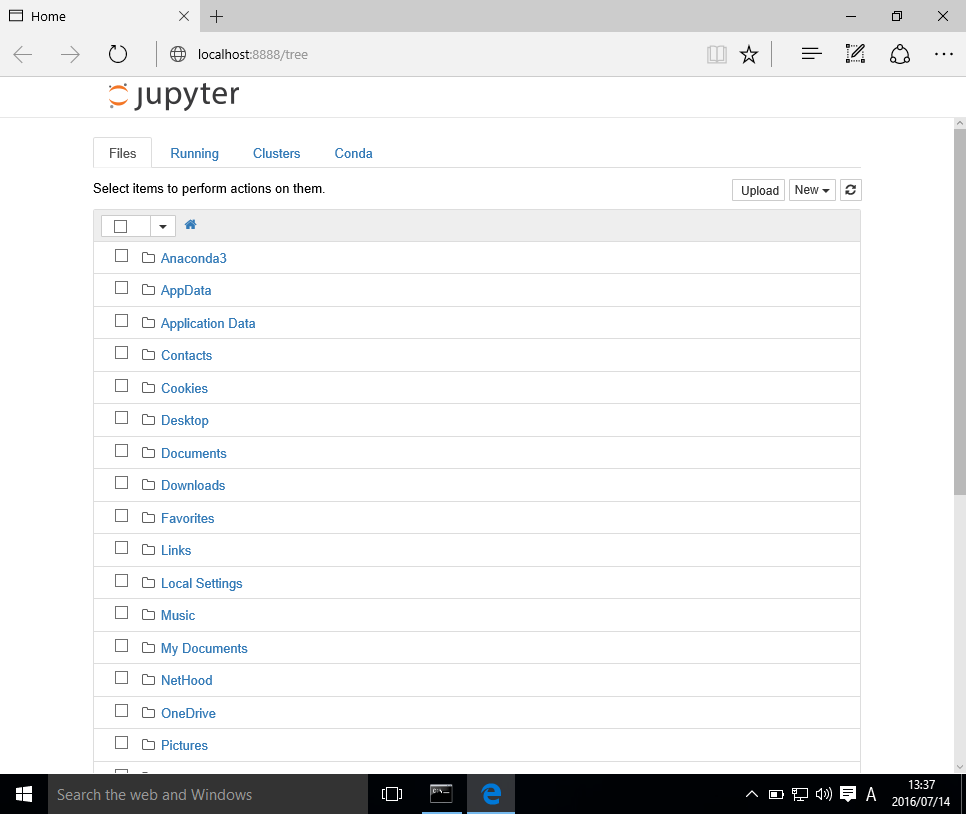 Home
localhost:8888/tree
jupyter
Files Running Clusters Conda
Select items to perform actions on them.
Upload New
Anaconda3
AppData
Application Data
Contacts
Cookies
Desktop
Documents
Downloads
Favorites
Links
Local Settings
Music
My Documents
NetHood
OneDrive
Pictures
Search the web and Windows
A
13:37
2016/07/14